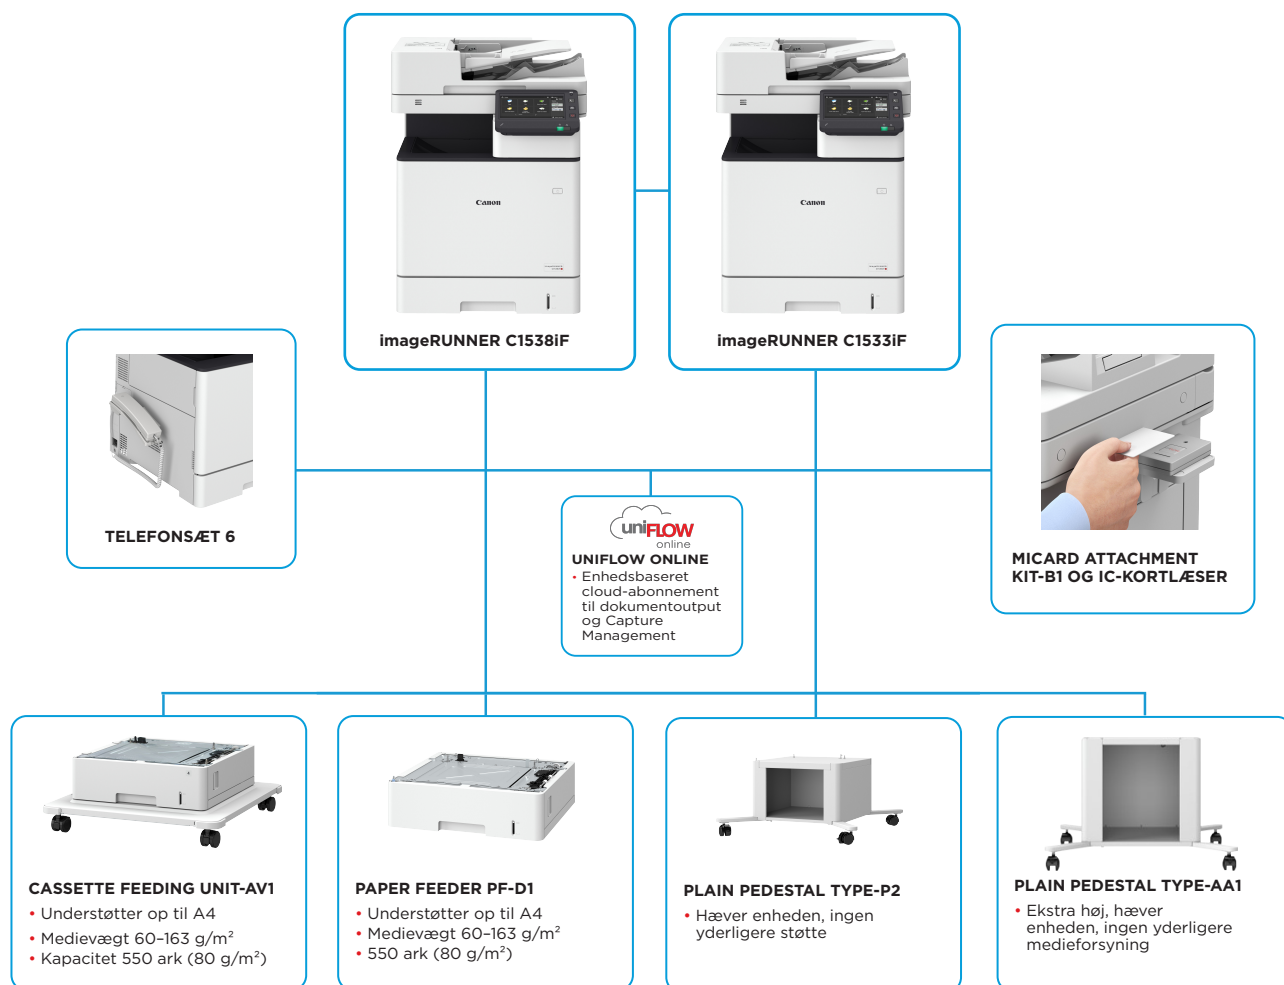 Canon
Canon
imageRUNNER C1538iF
imageRUNNER C1533iF
TELEFONSÆT 6
uniFLOW
online
UNIFLOW ONLINE
• Enhedsbaseret
cloud-abonnement
til dokumentoutput
og Capture
Management
MICARD ATTACHMENT
KIT-B1 OG IC-KORTLÆSER
CASSETTE FEEDING UNIT-AV1
• Understøtter op til A4
• Medievægt 60–163 g/m²
• Kapacitet 550 ark (80 g/m²)
PAPER FEEDER PF-D1
• Understøtter op til A4
• Medievægt 60–163 g/m²
• 550 ark (80 g/m²)
PLAIN PEDESTAL TYPE-P2
• Hæver enheden, ingen
yderligere støtte
PLAIN PEDESTAL TYPE-AA1
• Ekstra høj, hæver
enheden, ingen yderligere
medieforsyning